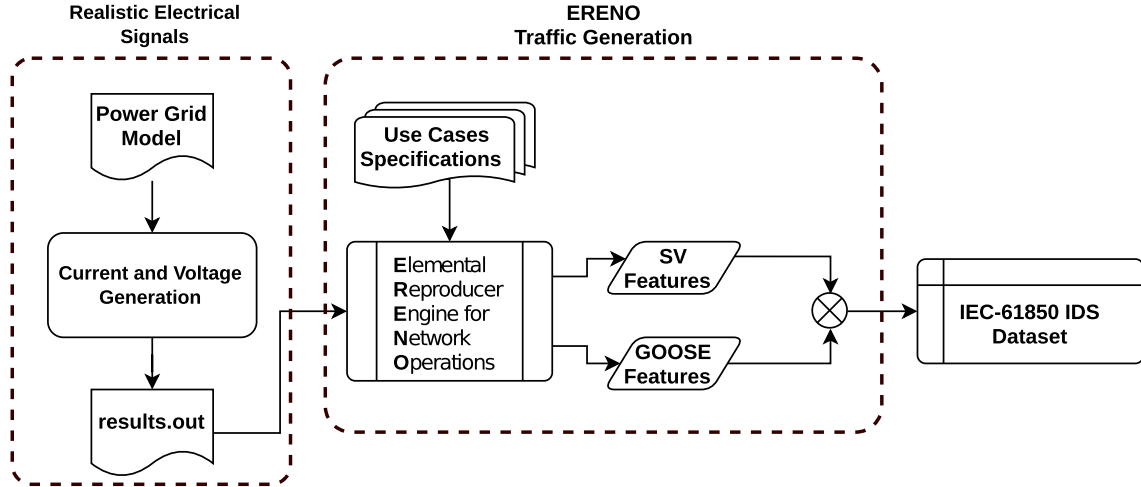 Realistic Electrical
Signals
Power Grid
Model
Current and Voltage
Generation
results.out
ERENO
Traffic Generation
Use Cases
Specifications
Elemental
Reproducer
Engine for
Network
Operations
SV
Features
GOOSE
Features
IEC-61850 IDS
Dataset